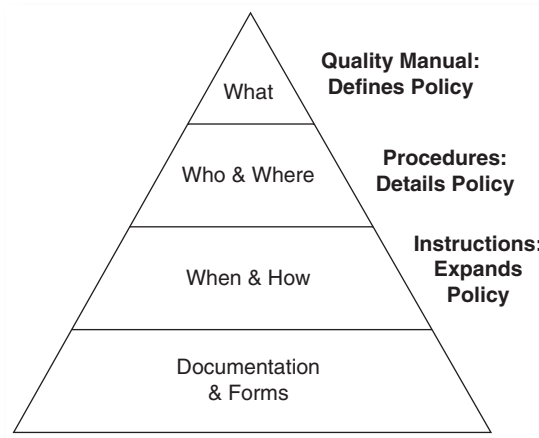 What
Quality Manual:
Defines Policy
Who & Where
Procedures:
Details Policy
When & How
Instructions:
Expands
Policy
Documentation
& Forms